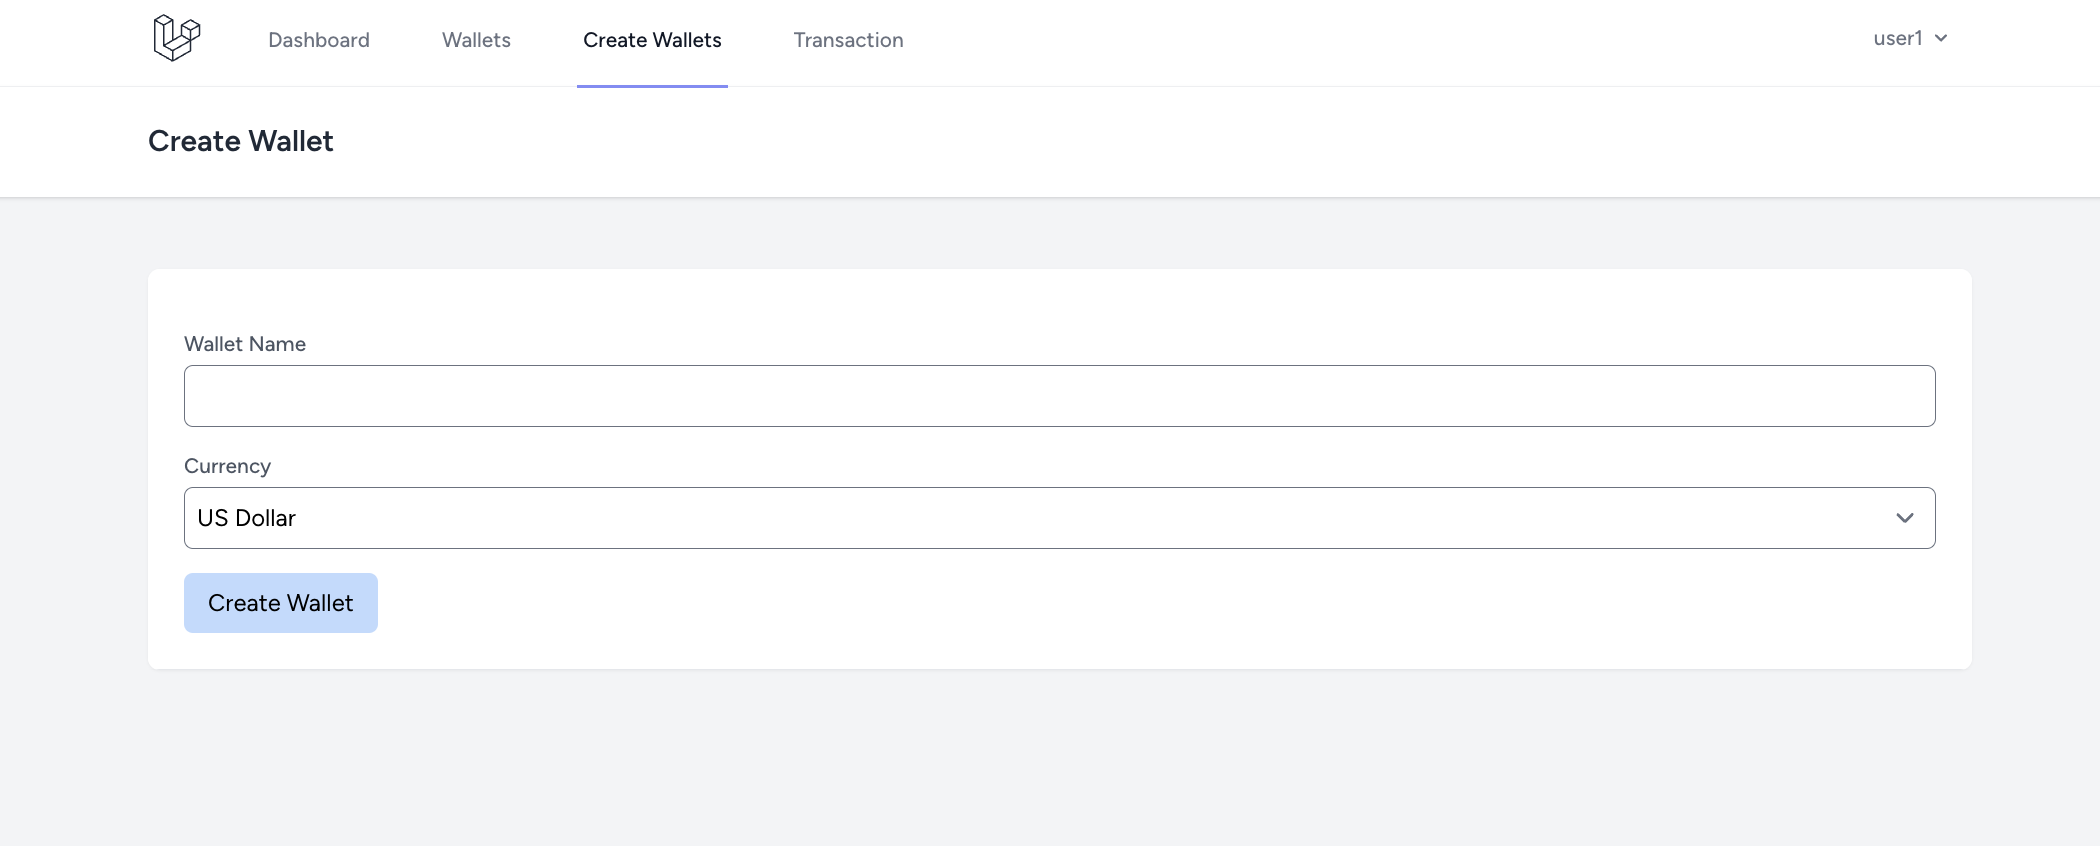 Dashboard Wallets Create Wallets Transaction user1
Create Wallet
Wallet Name
Currency
US Dollar
Create Wallet